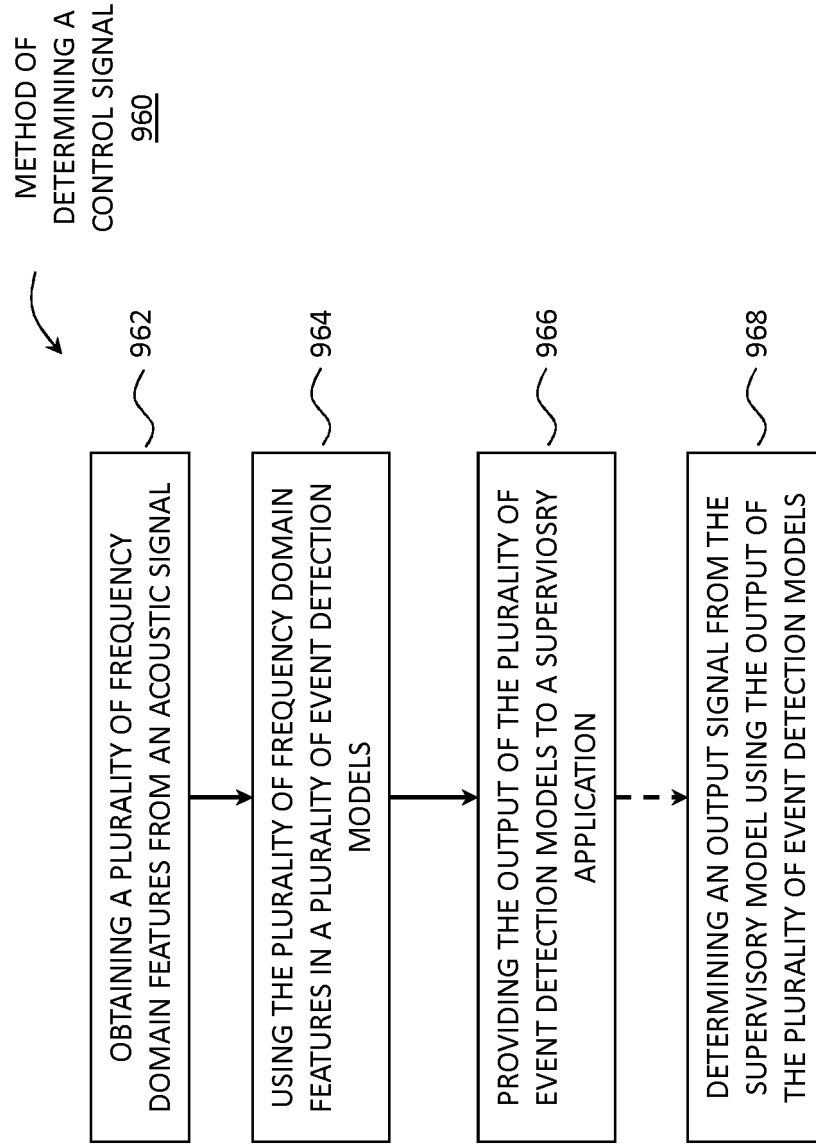 METHOD OF
DETERMINING A
CONTROL SIGNAL
960
OBTAINING A PLURALITY OF FREQUENCY
DOMAIN FEATURES FROM AN ACOUSTIC SIGNAL
962
USING THE PLURALITY OF FREQUENCY DOMAIN
FEATURES IN A PLURALITY OF EVENT DETECTION
MODELS
964
PROVIDING THE OUTPUT OF THE PLURALITY OF
EVENT DETECTION MODELS TO A SUPERVIOSRY
APPLICATION
966
DETERMINING AN OUTPUT SIGNAL FROM THE
SUPERVISORY MODEL USING THE OUTPUT OF
THE PLURALITY OF EVENT DETECTION MODELS
968